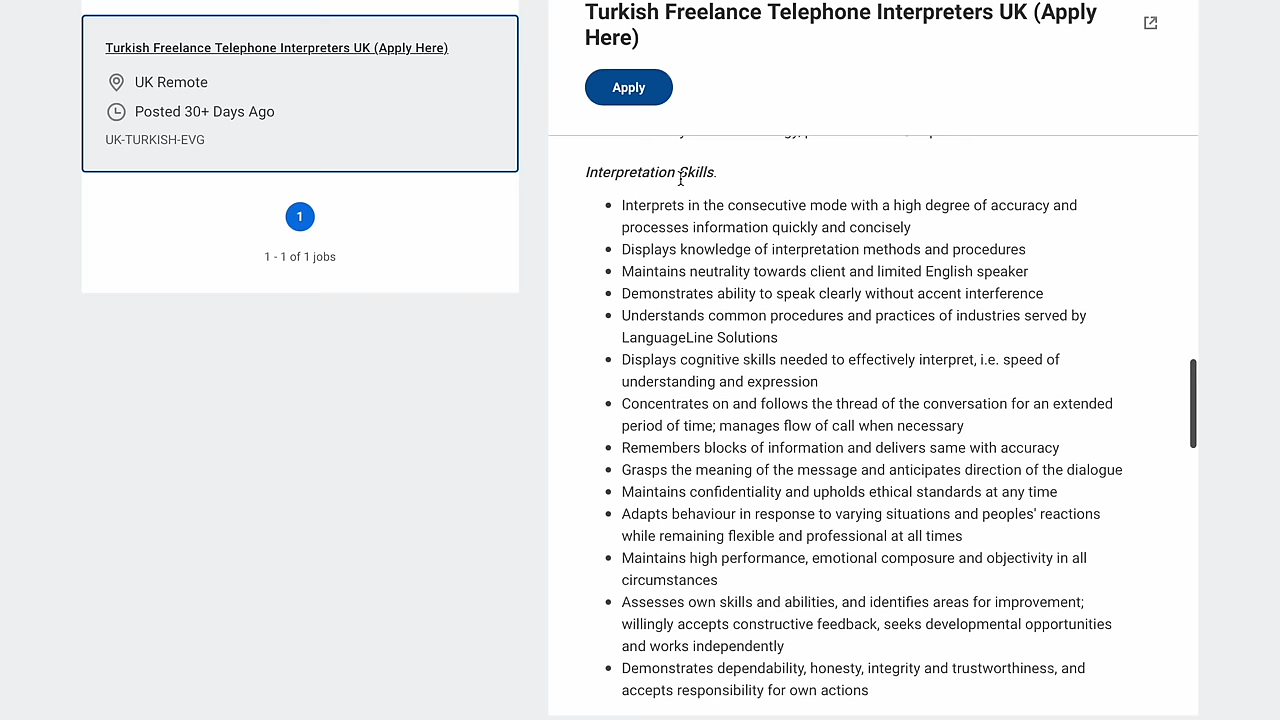 Turkish Freelance Telephone Interpreters UK (Apply Here)
UK Remote
Posted 30+ Days Ago
UK-TURKISH-EVG
1
1 - 1 of 1 jobs
Turkish Freelance Telephone Interpreters UK (Apply
Here)
Apply
Interpretation Skills.
Interprets in the consecutive mode with a high degree of accuracy and
processes information quickly and concisely
Displays knowledge of interpretation methods and procedures
Maintains neutrality towards client and limited English speaker
Demonstrates ability to speak clearly without accent interference
Understands common procedures and practices of industries served by
LanguageLine Solutions
Displays cognitive skills needed to effectively interpret, i.e. speed of
understanding and expression
Concentrates on and follows the thread of the conversation for an extended
period of time; manages flow of call when necessary
Remembers blocks of information and delivers same with accuracy
Grasps the meaning of the message and anticipates direction of the dialogue
Maintains confidentiality and upholds ethical standards at any time
Adapts behaviour in response to varying situations and peoples' reactions
while remaining flexible and professional at all times
Maintains high performance, emotional composure and objectivity in all
circumstances
Assesses own skills and abilities, and identifies areas for improvement;
willingly accepts constructive feedback, seeks developmental opportunities
and works independently
Demonstrates dependability, honesty, integrity and trustworthiness, and
accepts responsibility for own actions